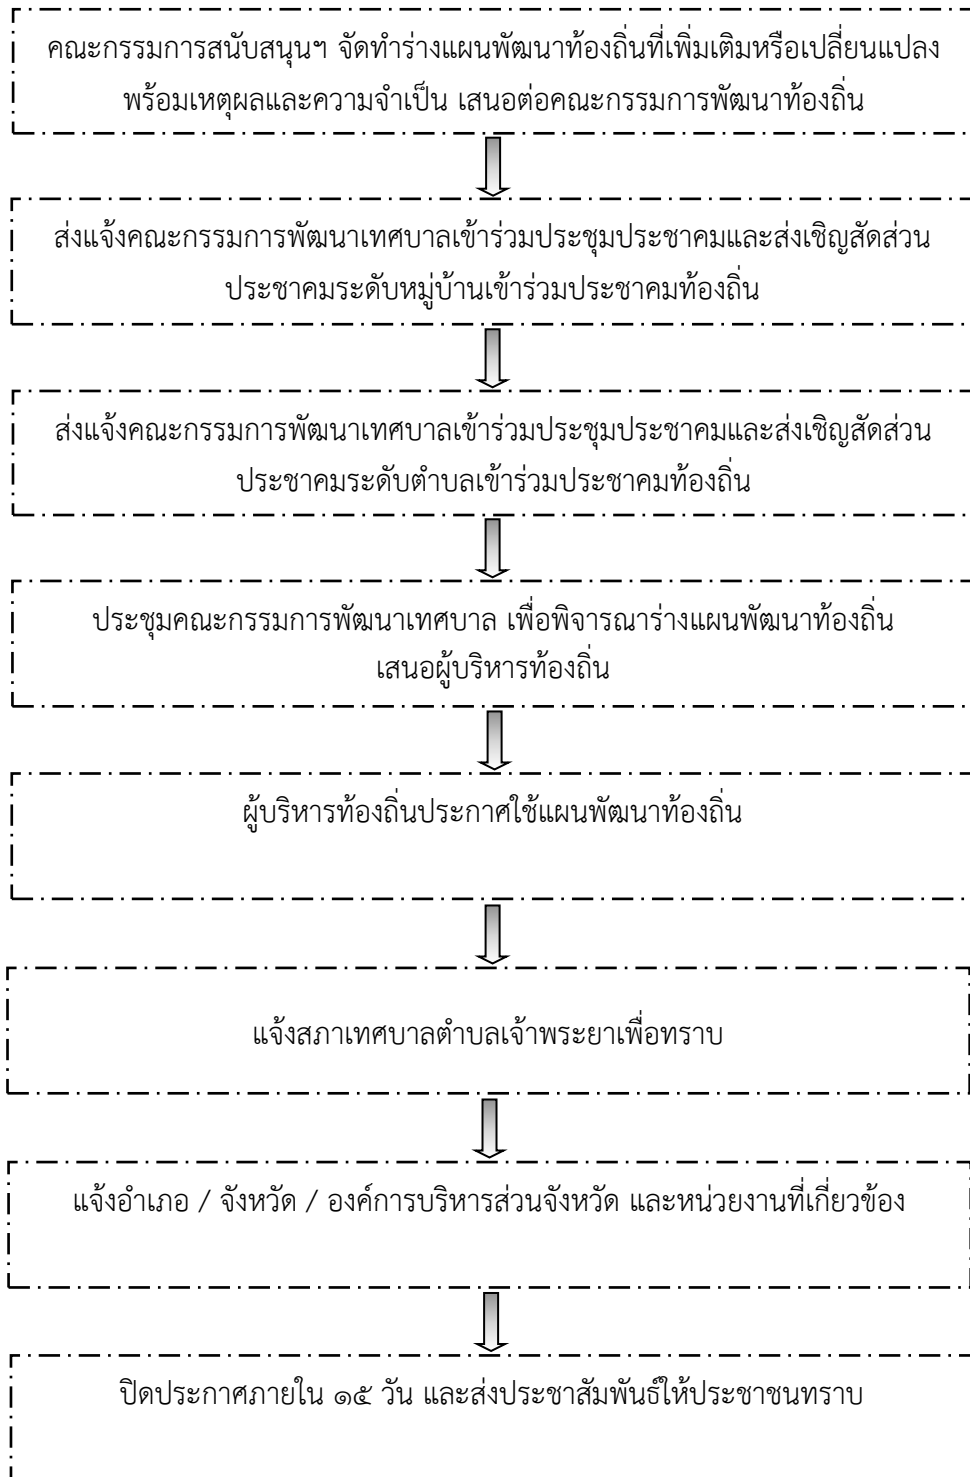 คณะกรรมการสนับสนุนฯ จัดทำร่างแผนพัฒนาท้องถิ่นที่เพิ่มเติมหรือเปลี่ยนแปลง
พร้อมเหตุผลและความจำเป็น เสนอต่อคณะกรรมการพัฒนาท้องถิ่น
ส่งแจ้งคณะกรรมการพัฒนาเทศบาลเข้าร่วมประชุมประชาคมและส่งเชิญสัดส่วน
ประชาคมระดับหมู่บ้านเข้าร่วมประชาคมท้องถิ่น
ส่งแจ้งคณะกรรมการพัฒนาเทศบาลเข้าร่วมประชุมประชาคมและส่งเชิญสัดส่วน
ประชาคมระดับตำบลเข้าร่วมประชาคมท้องถิ่น
ประชุมคณะกรรมการพัฒนาเทศบาล เพื่อพิจารณาร่างแผนพัฒนาท้องถิ่น
เสนอผู้บริหารท้องถิ่น
ผู้บริหารท้องถิ่นประกาศใช้แผนพัฒนาท้องถิ่น
แจ้งสภาเทศบาลตำบลเจ้าพระยาเพื่อทราบ
แจ้งอำเภอ / จังหวัด / องค์การบริหารส่วนจังหวัด และหน่วยงานที่เกี่ยวข้อง
ปิดประกาศภายใน ๑๕ วัน และส่งประชาสัมพันธ์ให้ประชาชนทราบ